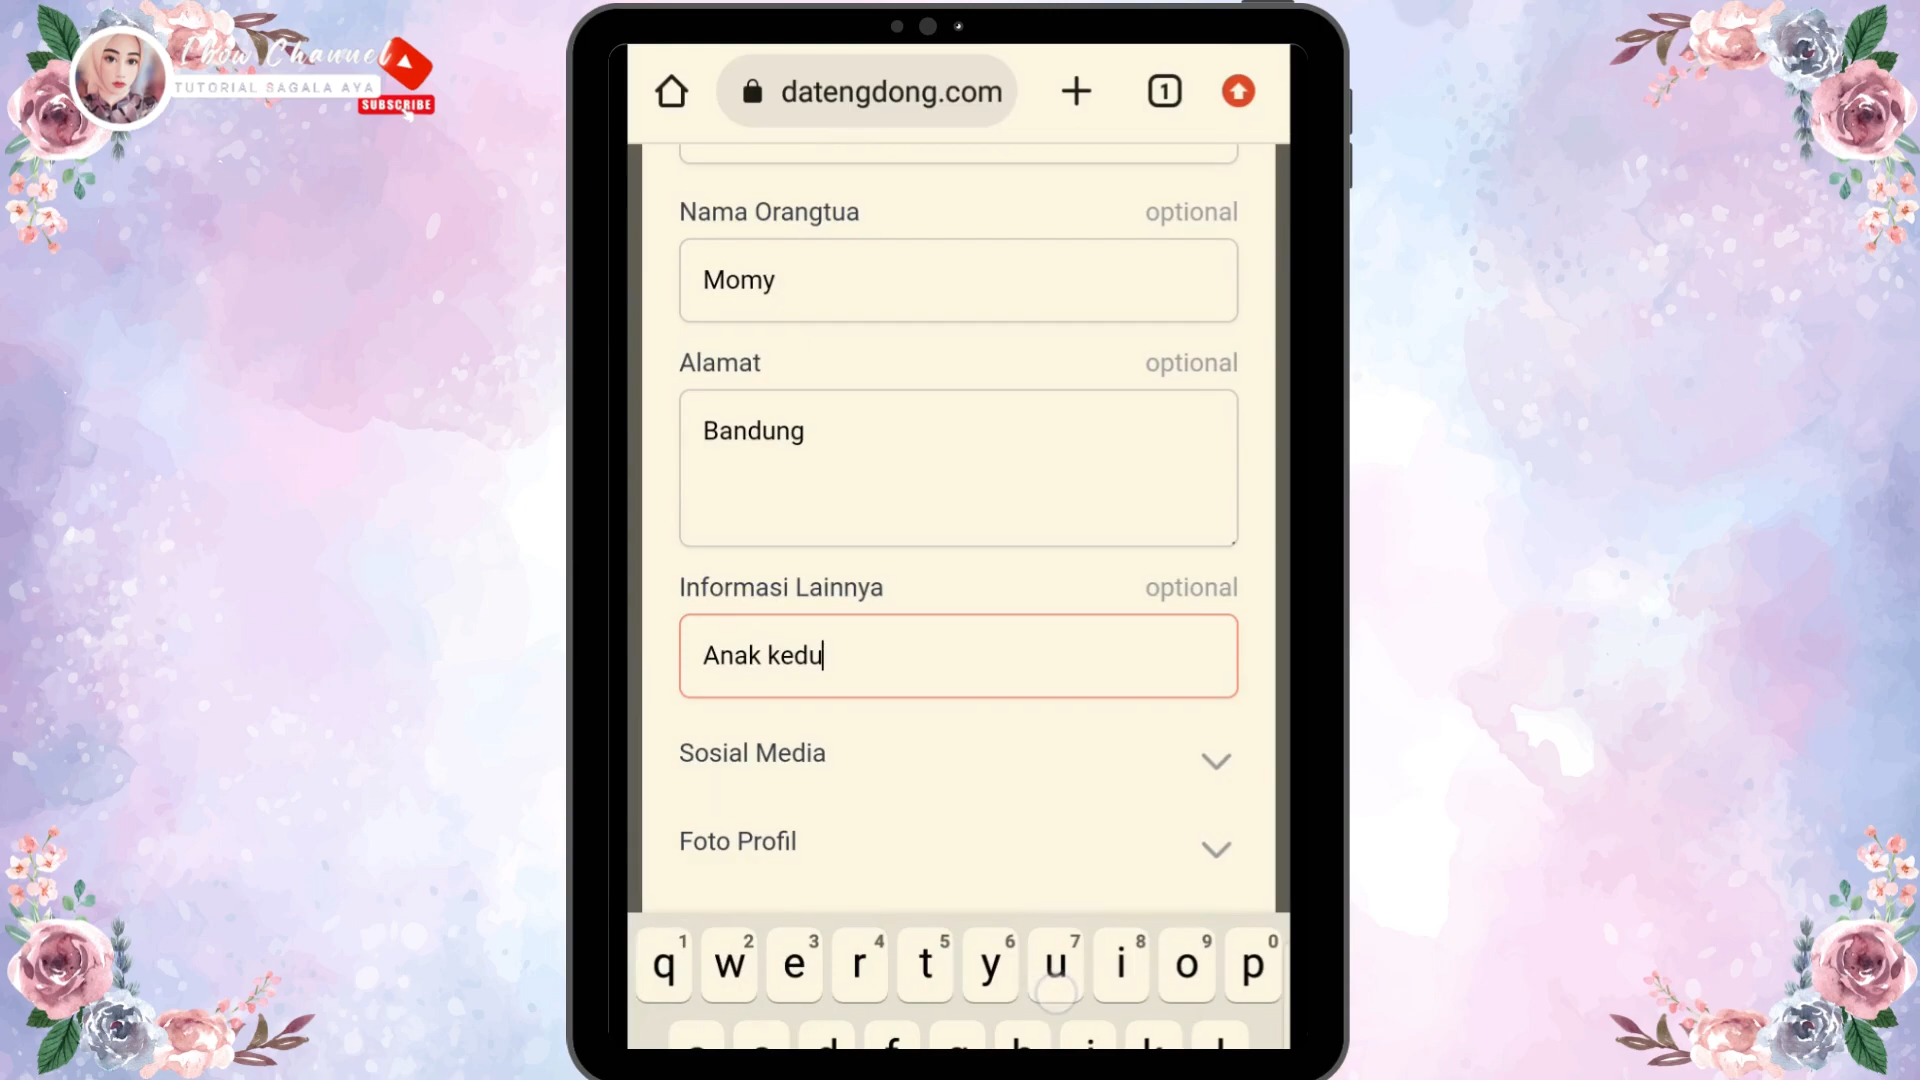 Ibow Channel
TUTORIAL SAGALA AYA
SUBSCRIBE
datengdong.com
1
Nama Orangtua optional
Momy
Alamat optional
Bandung
Informasi Lainnya optional
Anak kedu
Sosial Media
Foto Profil
1 2 3 4 5 6 7 8 9 0
q w e r t y u i o p